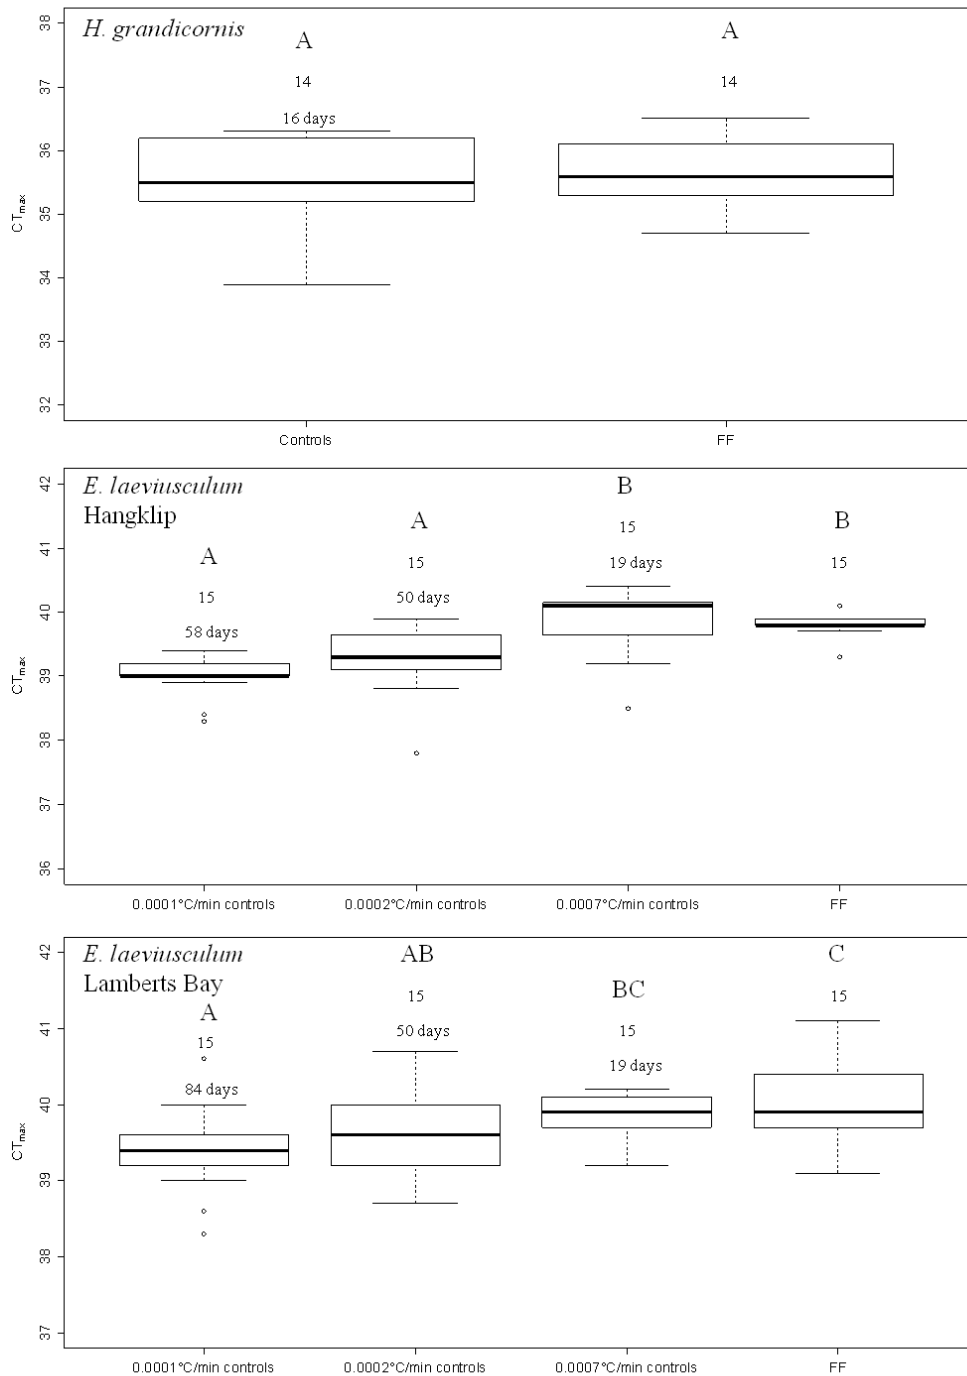 H. grandicornis
A
A
14
14
16 days
38
37
36
35
34
33
32
CTmax
Controls
FF
E. laeviusculum
Hangklip
A
15
58 days
A
15
50 days
B
15
19 days
B
15
42
41
40
39
38
37
36
CTmax
0.0001°C/min controls
0.0002°C/min controls
0.0007°C/min controls
FF
E. laeviusculum
Lamberts Bay
A
15
84 days
AB
15
50 days
BC
15
19 days
C
15
42
41
40
39
38
37
CTmax
0.0001°C/min controls
0.0002°C/min controls
0.0007°C/min controls
FF